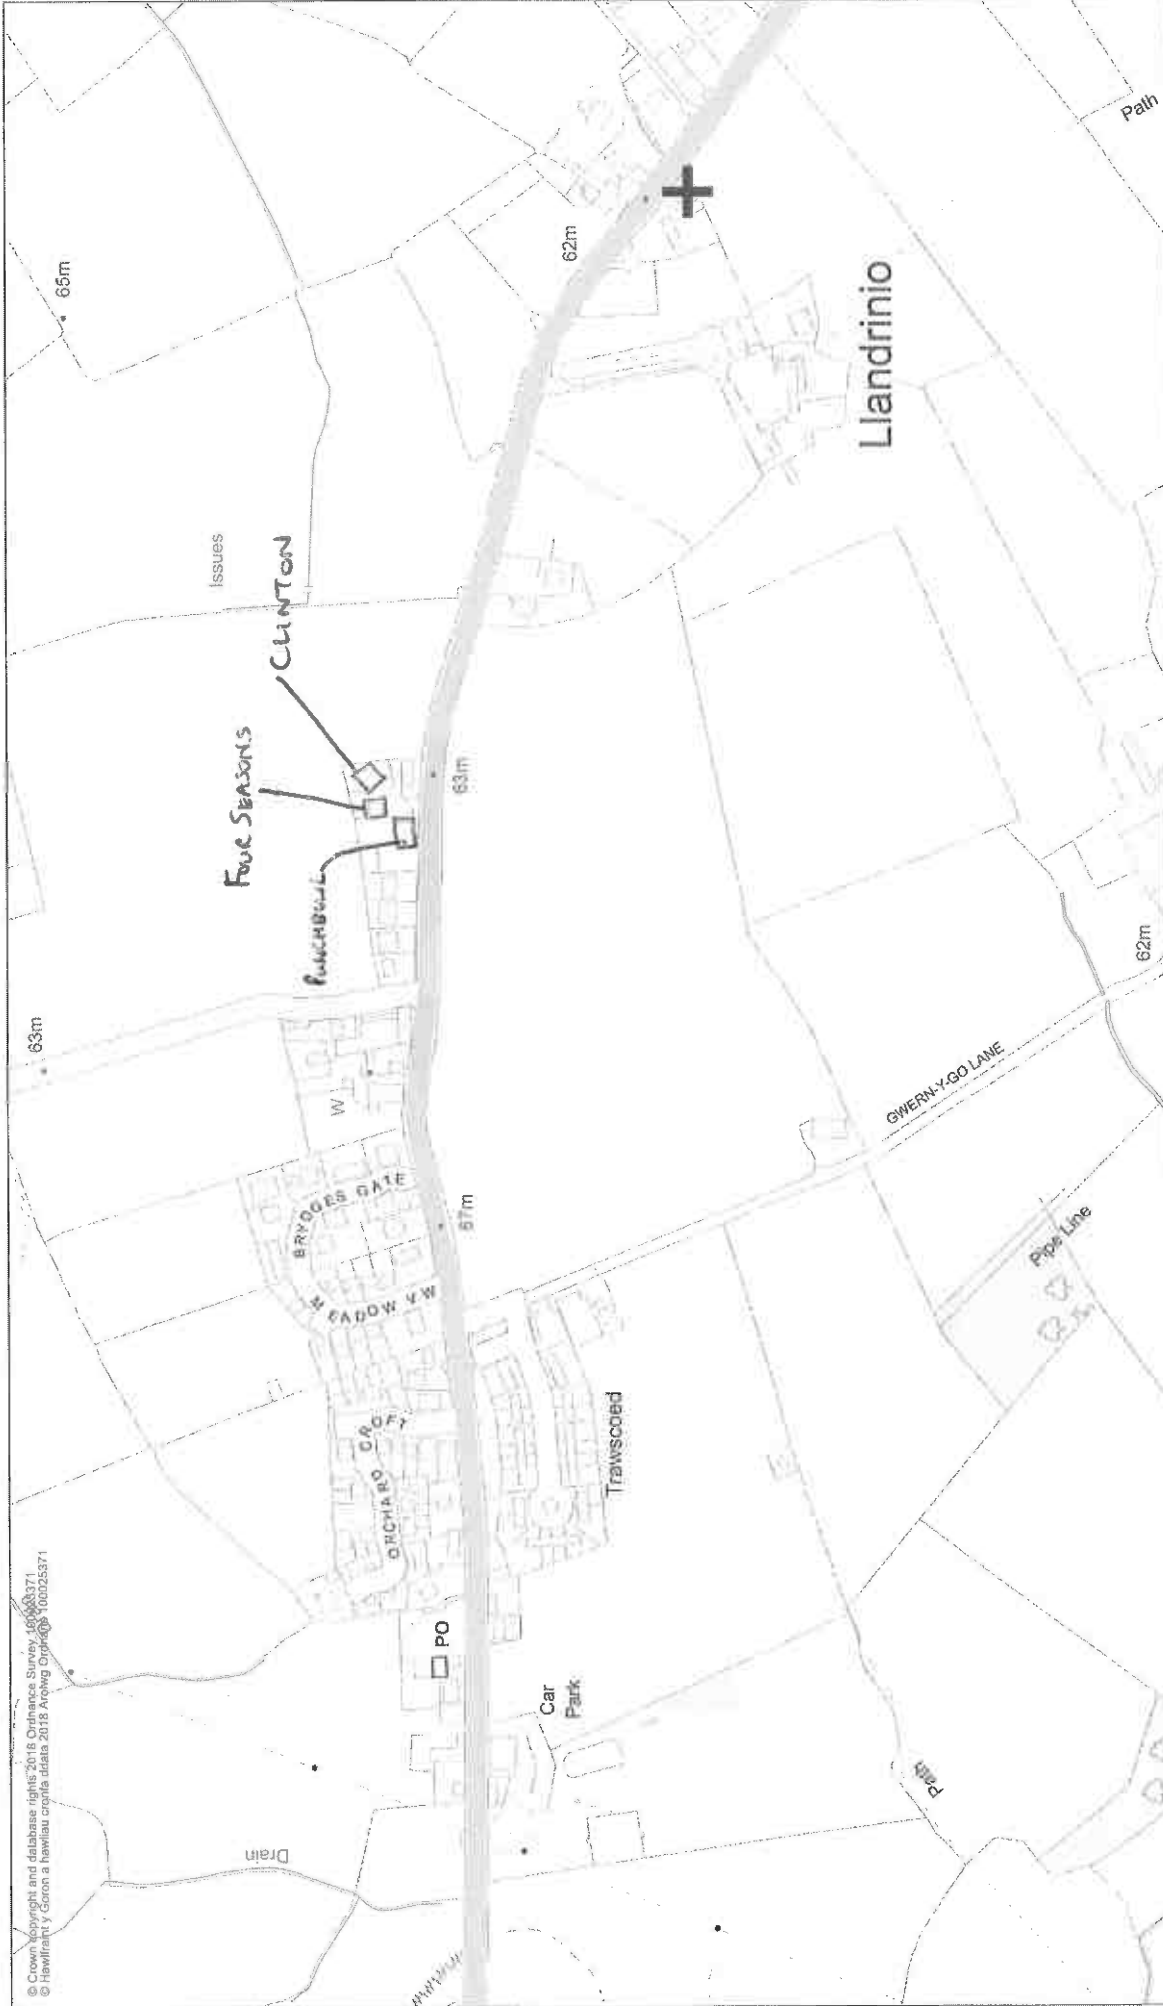 © Crown copyright and database rights 2018 Ordnance Survey 100025371
© Hawlfraint y Goron a hawliau cronfa ddata 2018 Arolwg Ordnans 100025371
65m
63m
Issues
CLINTON
FOUR SEASONS
PUNCHBOWL
62m
63m
W
BRYDGES GATE
MEADOW VW
67m
ORCHARD CROFT
PO
Trawscoed
Car
Park
Drain
Llandrinio
GWERN-Y-GO LANE
62m
Pipe Line
Path
Path